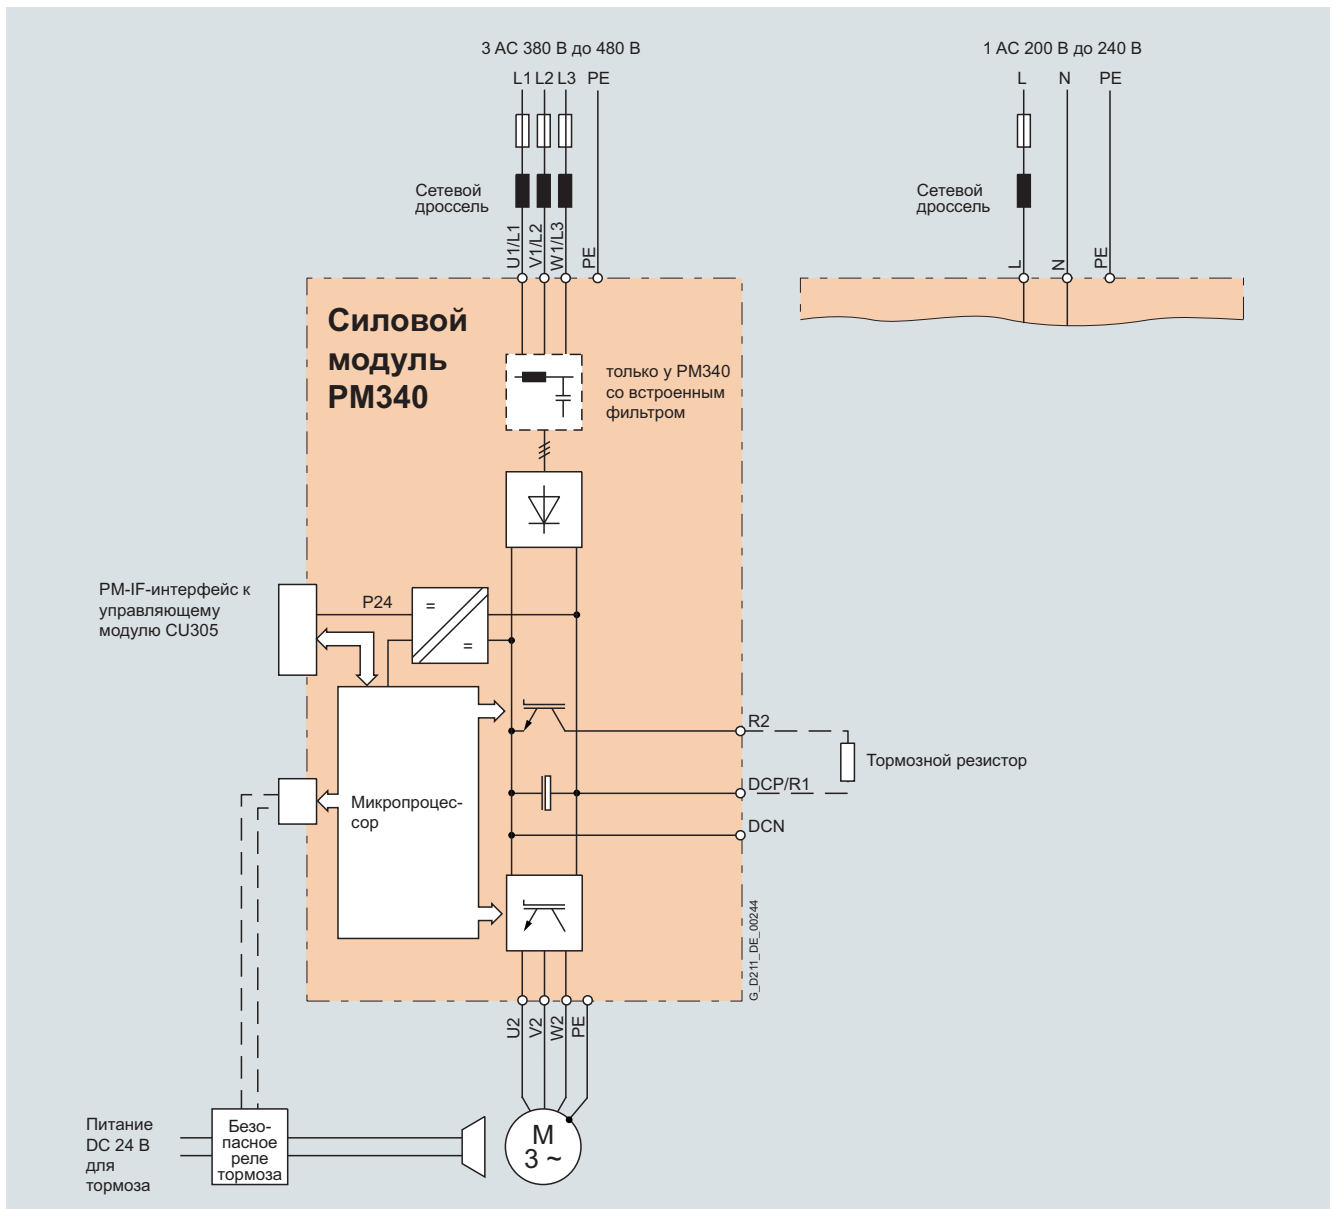 3 AC 380 В до 480 В
L1 L2 L3 PE
Сетевой
дроссель
U1/L1
V1/L2
W1/L3
PE
1 AC 200 В до 240 В
L N PE
Сетевой
дроссель
L
N
PE
Силовой
модуль
PM340
только у PM340
со встроенным
фильтром
PM-IF-интерфейс к
управляющему
модулю CU305
P24
=
=
R2
Тормозной резистор
DCP/R1
DCN
Микропроцес-
сор
G_D211_DE_00244
U2
V2
W2
PE
Питание
DC 24 В
для
тормоза
Безо-
пасное
реле
тормоза
M
3 ~